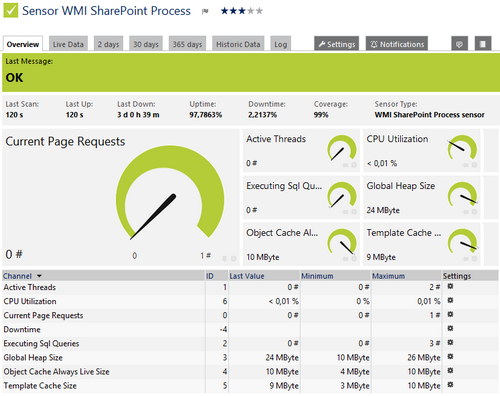 Sensor WMI SharePoint Process
Overview Live Data 2 days 30 days 365 days Historic Data Log Settings Notifications
Last Message:
OK
Last Scan: Last Up: Last Down: Uptime: Downtime: Coverage: Sensor Type:
120 s 120 s 3 d 0 h 39 m 97,7863% 2,2137% 99% WMI SharePoint Process sensor
Current Page Requests
0 #
0 1 #
Active Threads
0 #
CPU Utilization
< 0,01 %
Executing Sql Qu...
0 #
Global Heap Size
24 MByte
Object Cache Al...
10 MByte
Template Cache ...
9 MByte
Channel ID Last Value Minimum Maximum Settings
Active Threads 1 0 # 0 # 2 #
CPU Utilization 6 < 0,01 % 0 % 0,01 %
Current Page Requests 0 0 # 0 # 1 #
Downtime -4
Executing Sql Queries 2 0 # 0 # 3 #
Global Heap Size 3 24 MByte 10 MByte 26 MByte
Object Cache Always Live Size 4 10 MByte 4 MByte 10 MByte
Template Cache Size 5 9 MByte 3 MByte 10 MByte